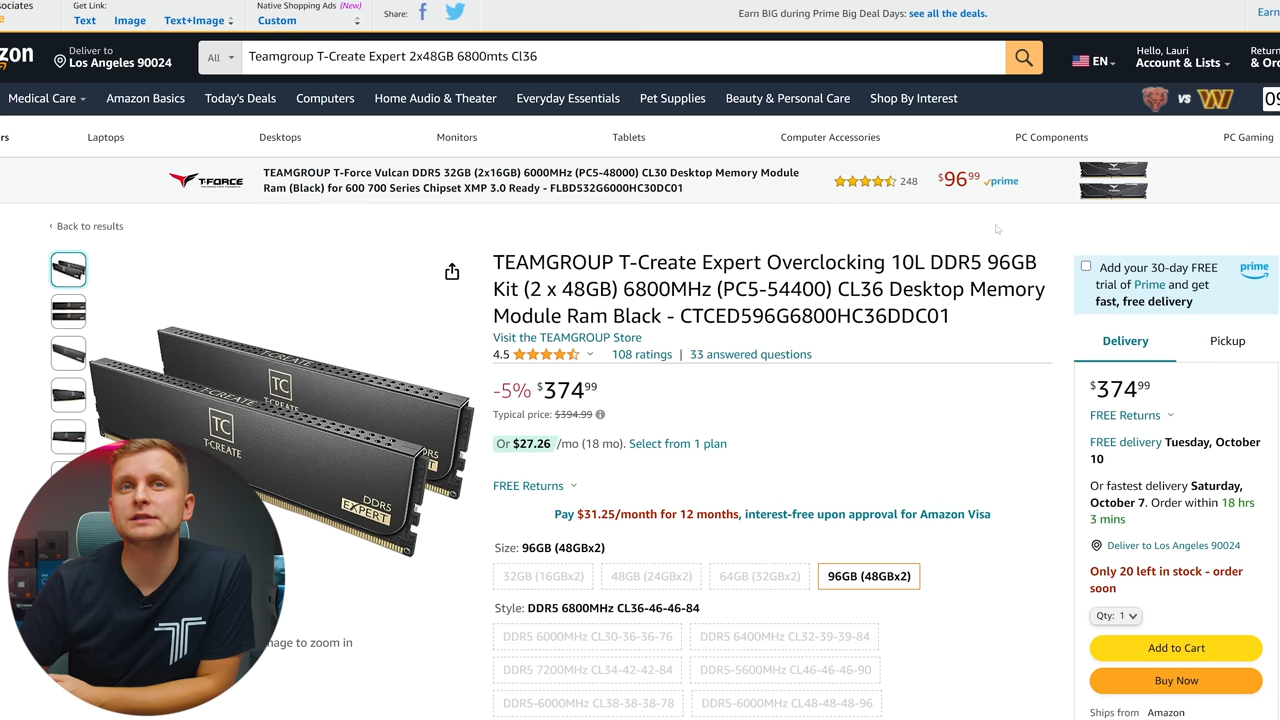 sociates
Get Link:
Native Shopping Ads (New)
Text
Image
Text+Image
Custom
Share:
Earn BIG during Prime Big Deal Days: see all the deals.
Earn
zon
Deliver to
Los Angeles 90024
All
Teamgroup T-Create Expert 2x48GB 6800mts Cl36
EN
Hello, Lauri
Account & Lists
Return
& Ord
Medical Care
Amazon Basics
Today's Deals
Computers
Home Audio & Theater
Everyday Essentials
Pet Supplies
Beauty & Personal Care
Shop By Interest
VS
W
09
rs
Laptops
Desktops
Monitors
Tablets
Computer Accessories
PC Components
PC Gaming
T-FORCE
TEAMGROUP T-Force Vulcan DDR5 32GB (2x16GB) 6000MHz (PC5-48000) CL30 Desktop Memory Module
Ram (Black) for 600 700 Series Chipset XMP 3.0 Ready - FLBD532G6000HC30DC01
248
$96 99
prime
‹ Back to results
TEAMGROUP T-Create Expert Overclocking 10L DDR5 96GB
Kit (2 x 48GB) 6800MHz (PC5-54400) CL36 Desktop Memory
Module Ram Black - CTCED596G6800HC36DDC01
Visit the TEAMGROUP Store
4.5
108 ratings | 33 answered questions
-5% $374 99
Typical price: $394.99
Or $27.26 /mo (18 mo). Select from 1 plan
FREE Returns
Pay $31.25/month for 12 months, interest-free upon approval for Amazon Visa
Size: 96GB (48GBx2)
32GB (16GBx2)
48GB (24GBx2)
64GB (32GBx2)
96GB (48GBx2)
Style: DDR5 6800MHz CL36-46-46-84
DDR5 6000MHz CL30-36-36-76
DDR5 6400MHz CL32-39-39-84
DDR5 7200MHz CL34-42-42-84
DDR5-5600MHz CL46-46-46-90
DDR5-6000MHz CL38-38-38-78
DDR5-6000MHz CL48-48-48-96
T-CREATE
TC
T-CREATE
T-CREATE
TC
T-CREATE
DDR5
EXPERT
mage to zoom in
Add your 30-day FREE
trial of Prime and get
fast, free delivery
prime
Delivery
Pickup
$374 99
FREE Returns
FREE delivery Tuesday, October
10
Or fastest delivery Saturday,
October 7. Order within 18 hrs
3 mins
Deliver to Los Angeles 90024
Only 20 left in stock - order
soon
Qty: 1
Add to Cart
Buy Now
Ships from
Amazon